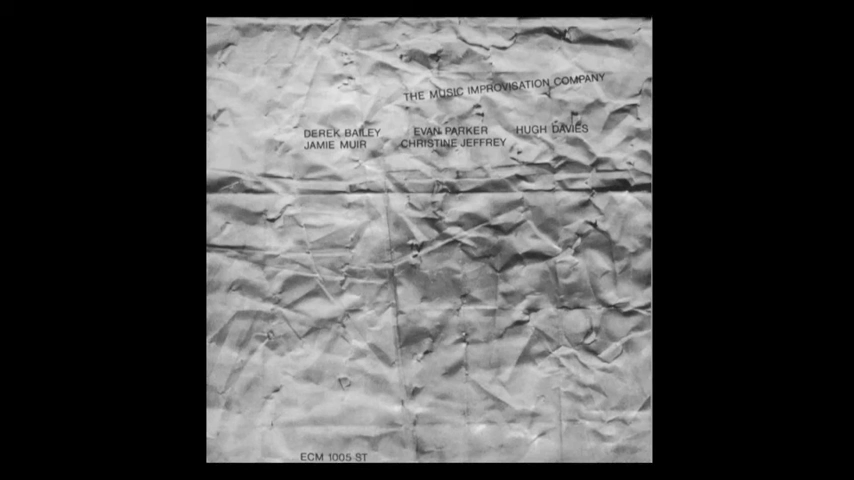 THE MUSIC IMPROVISATION COMPANY
DEREK BAILEY EVAN PARKER HUGH DAVIES
JAMIE MUIR CHRISTINE JEFFREY
ECM 1005 ST